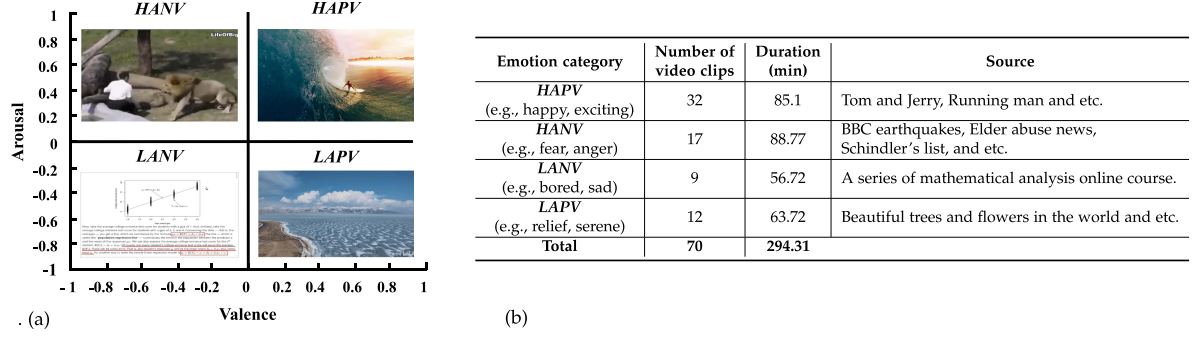 HANV
HAPV
1
0.8
0.6
0.4
0.2
0
-0.2
-0.4
-0.6
-0.8
-1
Arousal
LifeOfBig
LANV
LAPV
- 1
-0.8
-0.6
-0.4
-0.2
0
0.2
0.4
0.6
0.8
1
Valence
. (a)
Emotion category
Number of
video clips
Duration
(min)
Source
HAPV
(e.g., happy, exciting)
32
85.1
Tom and Jerry, Running man and etc.
HANV
(e.g., fear, anger)
17
88.77
BBC earthquakes, Elder abuse news,
Schindler's list, and etc.
LANV
(e.g., bored, sad)
9
56.72
A series of mathematical analysis online course.
LAPV
(e.g., relief, serene)
12
63.72
Beautiful trees and flowers in the world and etc.
Total
70
294.31
(b)